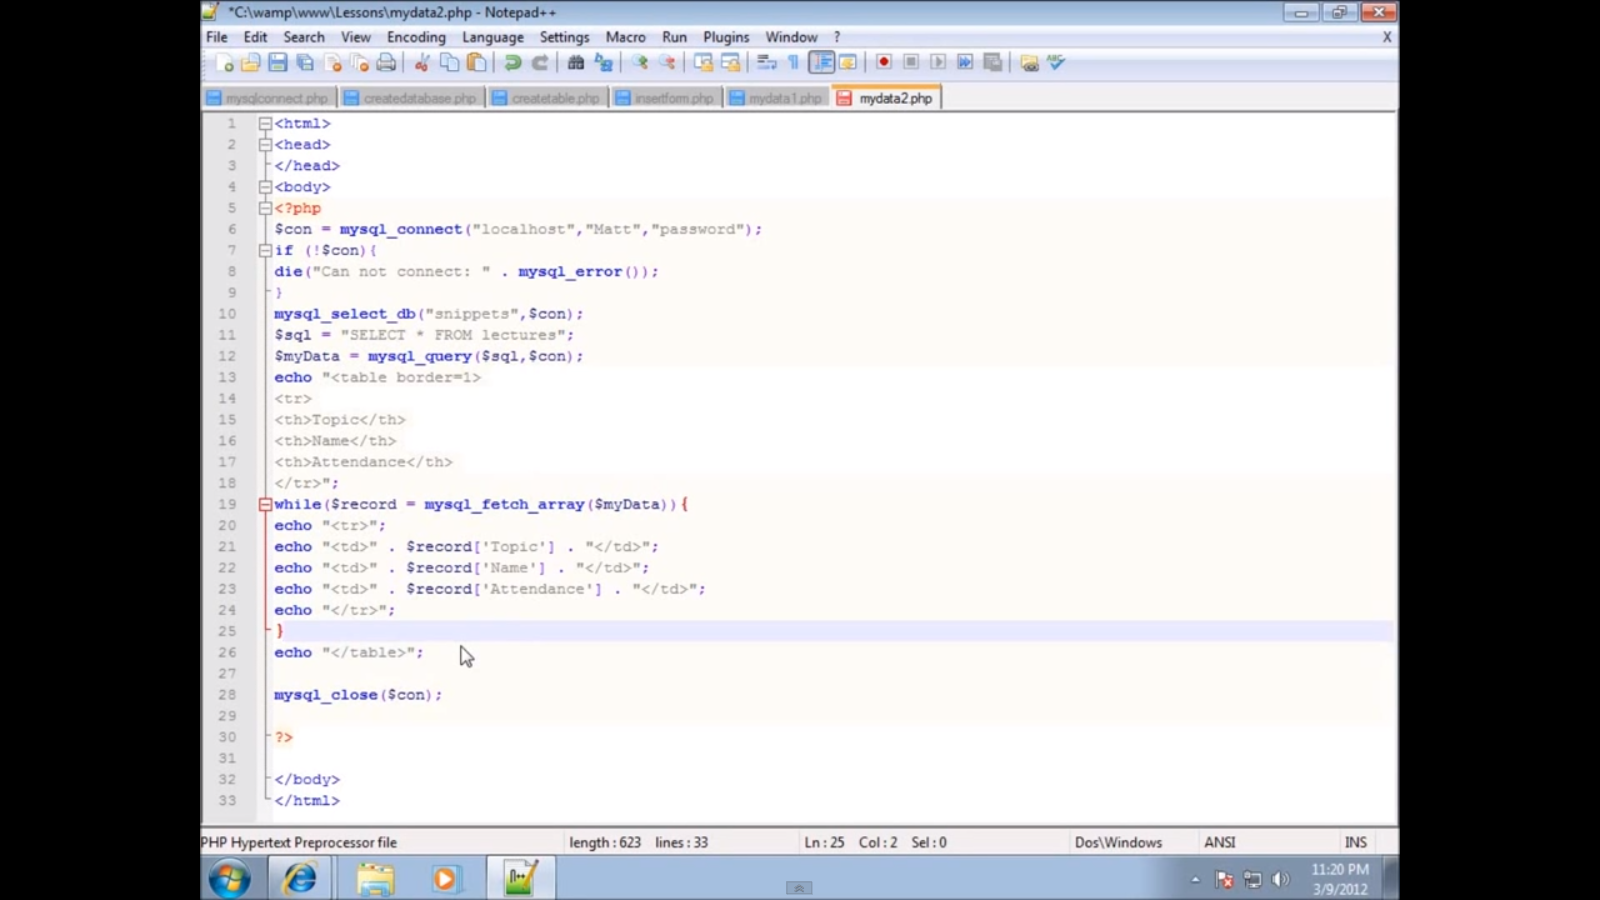 *C:\wamp\www\Lessons\mydata2.php - Notepad++
File Edit Search View Encoding Language Settings Macro Run Plugins Window ? X
mysqlconnect.php createdatabase.php createtable.php insertform.php mydata1.php mydata2.php
1 <html>
2 <head>
3 </head>
4 <body>
5 <?php
6 $con = mysql_connect("localhost","Matt","password");
7 if (!$con){
8 die("Can not connect: " . mysql_error());
9 }
10 mysql_select_db("snippets",$con);
11 $sql = "SELECT * FROM lectures";
12 $myData = mysql_query($sql,$con);
13 echo "<table border=1>
14 <tr>
15 <th>Topic</th>
16 <th>Name</th>
17 <th>Attendance</th>
18 </tr>";
19 while($record = mysql_fetch_array($myData)){
20 echo "<tr>";
21 echo "<td>" . $record['Topic'] . "</td>";
22 echo "<td>" . $record['Name'] . "</td>";
23 echo "<td>" . $record['Attendance'] . "</td>";
24 echo "</tr>";
25 }
26 echo "</table>";
27
28 mysql_close($con);
29
30 ?>
31
32 </body>
33 </html>
PHP Hypertext Preprocessor file length : 623 lines : 33 Ln : 25 Col : 2 Sel : 0 Dos\Windows ANSI INS
11:20 PM
3/9/2012